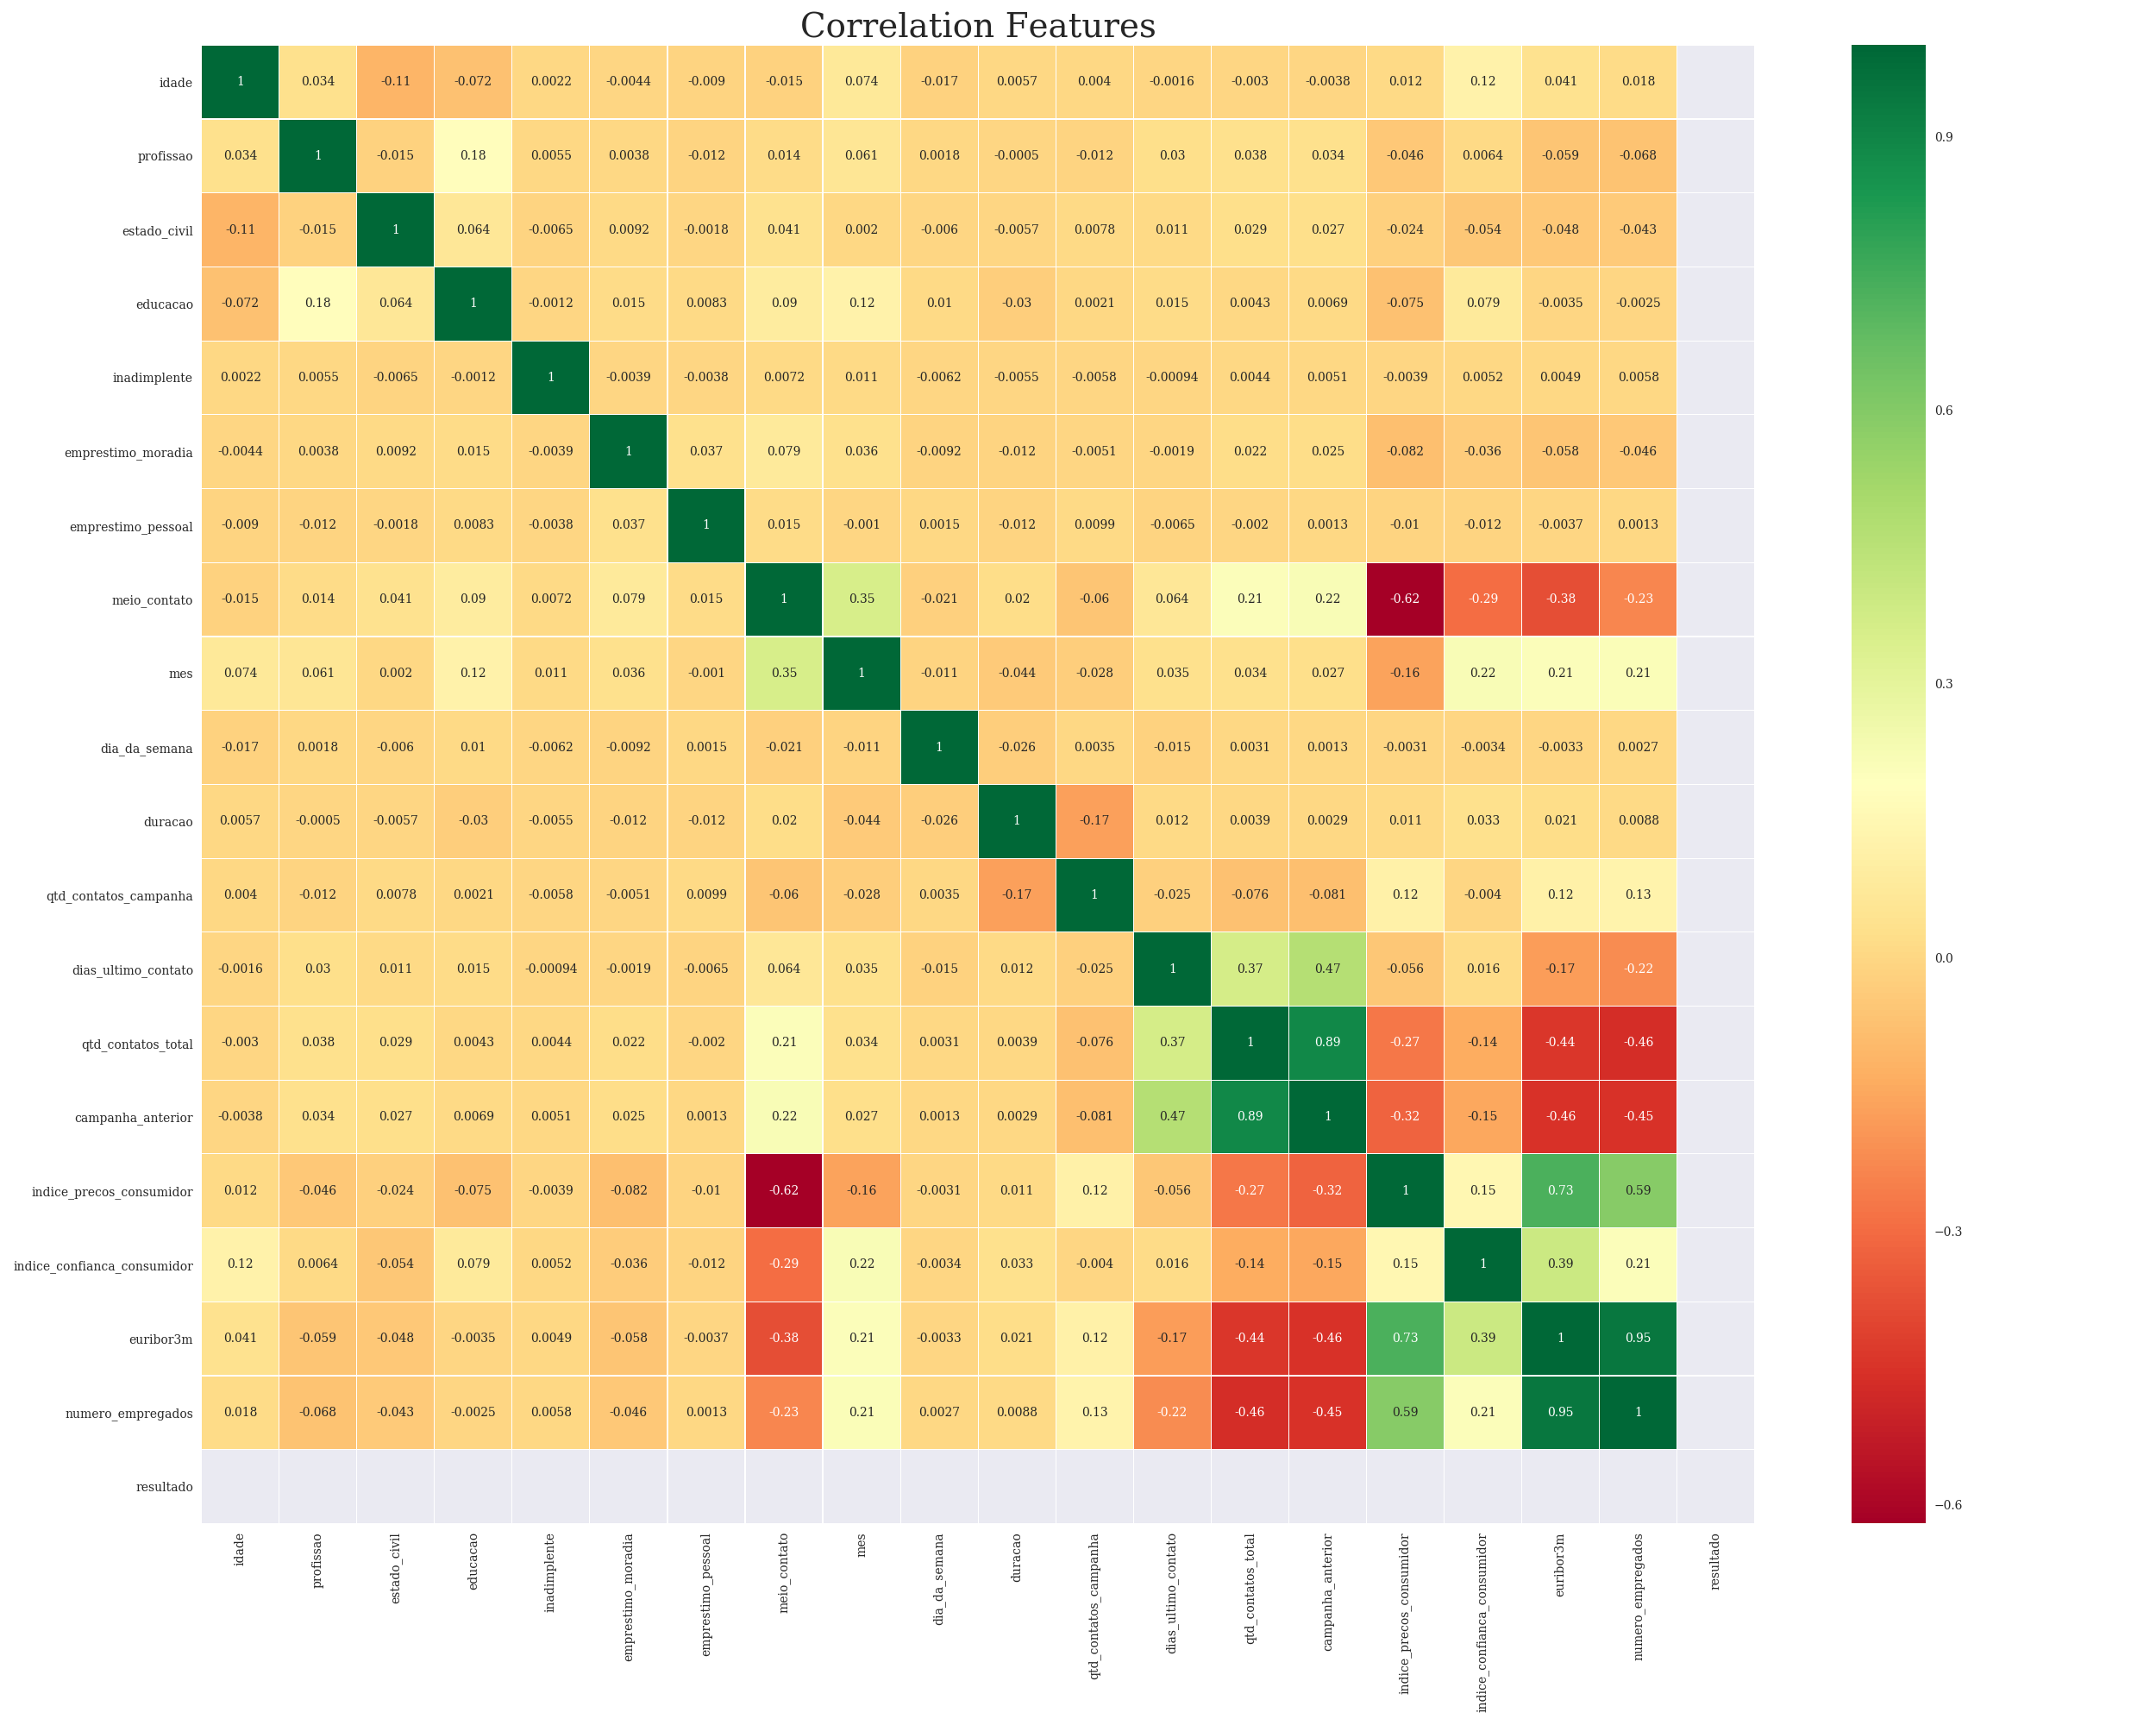 Correlation Features
idade 1 0.034 -0.11 -0.072 0.0022 -0.0044 -0.009 -0.015 0.074 -0.017 0.0057 0.004 -0.0016 -0.003 -0.0038 0.012 0.12 0.041 0.018
profissao 0.034 1 -0.015 0.18 0.0055 0.0038 -0.012 0.014 0.061 0.0018 -0.0005 -0.012 0.03 0.038 0.034 -0.046 0.0064 -0.059 -0.068
estado_civil -0.11 -0.015 1 0.064 -0.0065 0.0092 -0.0018 0.041 0.002 -0.006 -0.0057 0.0078 0.011 0.029 0.027 -0.024 -0.054 -0.048 -0.043
educacao -0.072 0.18 0.064 1 -0.0012 0.015 0.0083 0.09 0.12 0.01 -0.03 0.0021 0.015 0.0043 0.0069 -0.075 0.079 -0.0035 -0.0025
inadimplente 0.0022 0.0055 -0.0065 -0.0012 1 -0.0039 -0.0038 0.0072 0.011 -0.0062 -0.0055 -0.0058 -0.00094 0.0044 0.0051 -0.0039 0.0052 0.0049 0.0058
emprestimo_moradia -0.0044 0.0038 0.0092 0.015 -0.0039 1 0.037 0.079 0.036 -0.0092 -0.012 -0.0051 -0.0019 0.022 0.025 -0.082 -0.036 -0.058 -0.046
emprestimo_pessoal -0.009 -0.012 -0.0018 0.0083 -0.0038 0.037 1 0.015 -0.001 0.0015 -0.012 0.0099 -0.0065 -0.002 0.0013 -0.01 -0.012 -0.0037 0.0013
meio_contato -0.015 0.014 0.041 0.09 0.0072 0.079 0.015 1 0.35 -0.021 0.02 -0.06 0.064 0.21 0.22 -0.62 -0.29 -0.38 -0.23
mes 0.074 0.061 0.002 0.12 0.011 0.036 -0.001 0.35 1 -0.011 -0.044 -0.028 0.035 0.034 0.027 -0.16 0.22 0.21 0.21
dia_da_semana -0.017 0.0018 -0.006 0.01 -0.0062 -0.0092 0.0015 -0.021 -0.011 1 -0.026 0.0035 -0.015 0.0031 0.0013 -0.0031 -0.0034 -0.0033 0.0027
duracao 0.0057 -0.0005 -0.0057 -0.03 -0.0055 -0.012 -0.012 0.02 -0.044 -0.026 1 -0.17 0.012 0.0039 0.0029 0.011 0.033 0.021 0.0088
qtd_contatos_campanha 0.004 -0.012 0.0078 0.0021 -0.0058 -0.0051 0.0099 -0.06 -0.028 0.0035 -0.17 1 -0.025 -0.076 -0.081 0.12 -0.004 0.12 0.13
dias_ultimo_contato -0.0016 0.03 0.011 0.015 -0.00094 -0.0019 -0.0065 0.064 0.035 -0.015 0.012 -0.025 1 0.37 0.47 -0.056 0.016 -0.17 -0.22
qtd_contatos_total -0.003 0.038 0.029 0.0043 0.0044 0.022 -0.002 0.21 0.034 0.0031 0.0039 -0.076 0.37 1 0.89 -0.27 -0.14 -0.44 -0.46
campanha_anterior -0.0038 0.034 0.027 0.0069 0.0051 0.025 0.0013 0.22 0.027 0.0013 0.0029 -0.081 0.47 0.89 1 -0.32 -0.15 -0.46 -0.45
indice_precos_consumidor 0.012 -0.046 -0.024 -0.075 -0.0039 -0.082 -0.01 -0.62 -0.16 -0.0031 0.011 0.12 -0.056 -0.27 -0.32 1 0.15 0.73 0.59
indice_confianca_consumidor 0.12 0.0064 -0.054 0.079 0.0052 -0.036 -0.012 -0.29 0.22 -0.0034 0.033 -0.004 0.016 -0.14 -0.15 0.15 1 0.39 0.21
euribor3m 0.041 -0.059 -0.048 -0.0035 0.0049 -0.058 -0.0037 -0.38 0.21 -0.0033 0.021 0.12 -0.17 -0.44 -0.46 0.73 0.39 1 0.95
numero_empregados 0.018 -0.068 -0.043 -0.0025 0.0058 -0.046 0.0013 -0.23 0.21 0.0027 0.0088 0.13 -0.22 -0.46 -0.45 0.59 0.21 0.95 1
resultado
idade profissao estado_civil educacao inadimplente emprestimo_moradia emprestimo_pessoal meio_contato mes dia_da_semana duracao qtd_contatos_campanha dias_ultimo_contato qtd_contatos_total campanha_anterior indice_precos_consumidor indice_confianca_consumidor euribor3m numero_empregados resultado
0.9
0.6
0.3
0.0
−0.3
−0.6